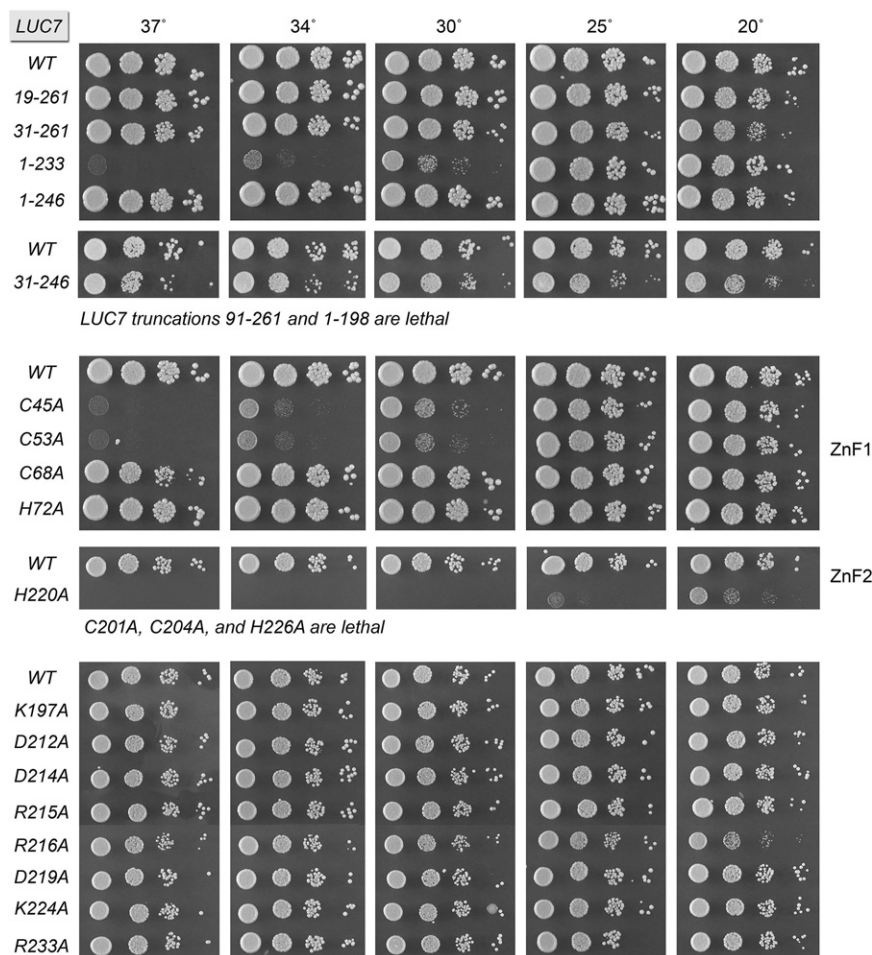 LUC7 37˚ 34˚ 30˚ 25˚ 20˚
WT
19-261
31-261
1-233
1-246
WT
31-246
LUC7 truncations 91-261 and 1-198 are lethal
WT
C45A
C53A
ZnF1
C68A
H72A
WT
ZnF2
H220A
C201A, C204A, and H226A are lethal
WT
K197A
D212A
D214A
R215A
R216A
D219A
K224A
R233A